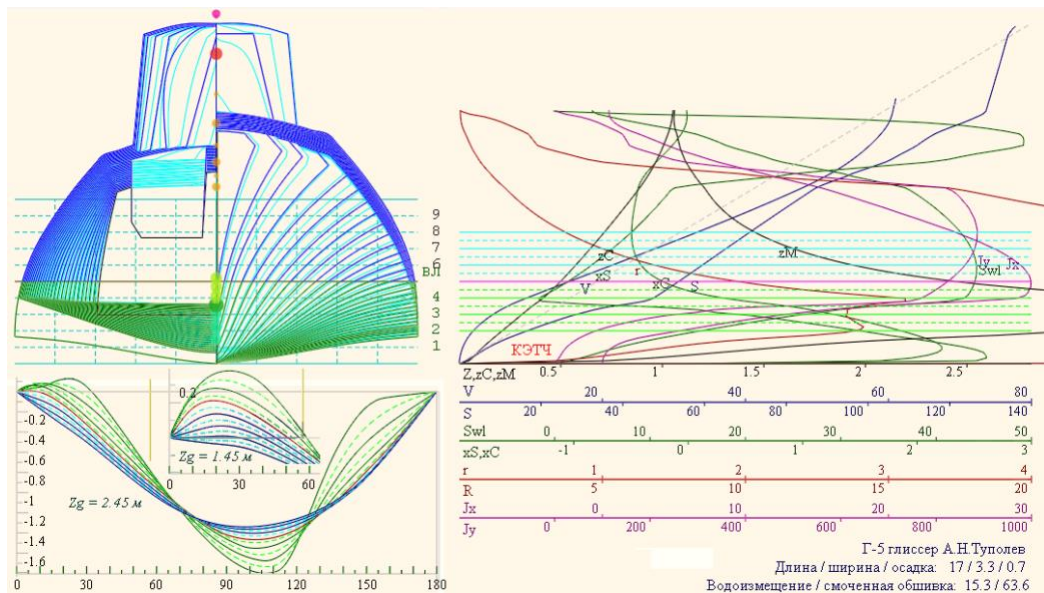 9
8
7
6
ВЛ
4
3
2
1
zC
xS
V
r
xC
S
zM
Jy
Swl
Jx
КЭТЧ
Z,zC,zM 0.5 1 1.5 2 2.5
V 20 40 60 80
S 20 40 60 80 100 120 140
Swl 0 10 20 30 40 50
xS,xC -1 0 1 2 3
r 1 2 3 4
R 5 10 15 20
Jx 0 10 20 30
Jy 0 200 400 600 800 1000
0.2
-0.2
-0.4
-0.6
-0.8
-1
-1.2
-1.4
-1.6
Zg = 1.45 м
0 30 60
Zg = 2.45 м
0 30 60 90 120 150 180
Г-5 глиссер А.Н.Туполев
Длина / ширина / осадка: 17 / 3.3 / 0.7
Водоизмещение / смоченная обшивка: 15.3 / 63.6